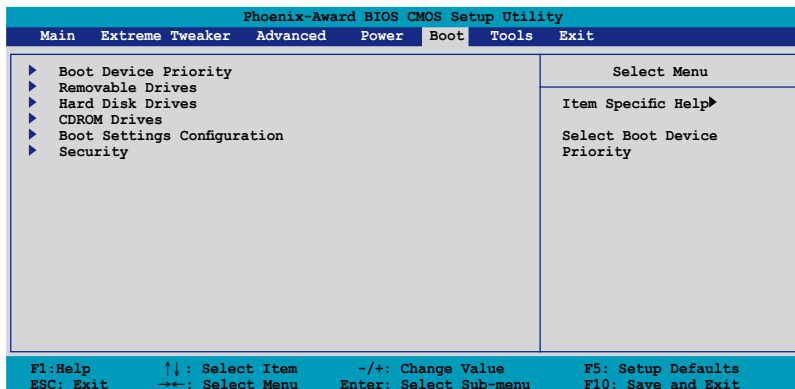 Phoenix-Award BIOS CMOS Setup Utility
Main Extreme Tweaker Advanced Power Boot Tools Exit
Boot Device Priority
Removable Drives
Hard Disk Drives
CDROM Drives
Boot Settings Configuration
Security
Select Menu
Item Specific Help
Select Boot Device
Priority
F1:Help ↑↓ : Select Item -/+: Change Value F5: Setup Defaults
ESC: Exit →←: Select Menu Enter: Select Sub-menu F10: Save and Exit